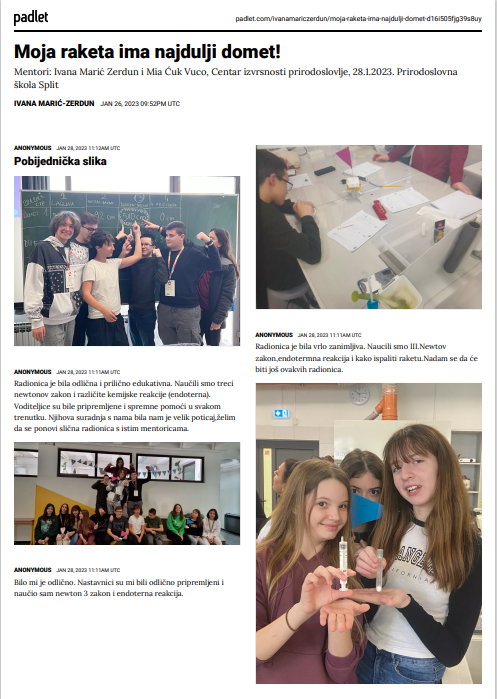 padlet
padlet.com/ivanamariczerdun/moja-raketa-ima-najdulji-domet-d16i505fjg39s8uy
Moja raketa ima najdulji domet!
Mentori: Ivana Marić Zerdun i Mia Ćuk Vuco, Centar izvrsnosti prirodoslovlje, 28.1.2023. Prirodoslovna
škola Split
IVANA MARIĆ-ZERDUN JAN 26, 2023 09:52PM UTC
ANONYMOUS JAN 28, 2023 11:12AM UTC
Pobijednička slika
ANONYMOUS JAN 28, 2023 11:11AM UTC
Radionica je bila odlična i prilično edukativna. Naučili smo treci
newtonov zakon i različite kemijske reakcije (endoterna).
Voditeljice su bile pripremljene i spremne pomoći u svakom
trenutku. Njihova suradnja s nama bila nam je velik poticaj,želim
da se ponovi slična radionica s istim mentoricama.
ANONYMOUS JAN 28, 2023 11:11AM UTC
Bilo mi je odlično. Nastavnici su mi bili odlično pripremljeni i
naučio sam newton 3 zakon i endoterna reakcija.
ANONYMOUS JAN 28, 2023 11:11AM UTC
Radionica je bila vrlo zanimljiva. Naucili smo III.Newtov
zakon,endotermna reakcija i kako ispaliti raketu.Nadam se da će
biti još ovakvih radionica.